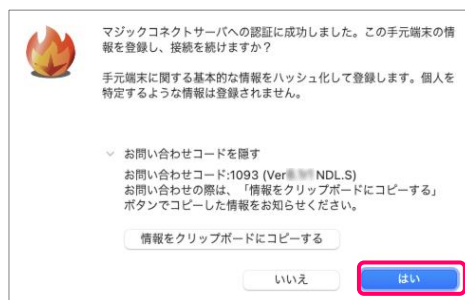 マジックコネクトサーバへの認証に成功しました。この手元端末の情
報を登録し、接続を続けますか？
手元端末に関する基本的な情報をハッシュ化して登録します。個人を
特定するような情報は登録されません。
お問い合わせコードを隠す
お問い合わせコード:1093 (Ver NDL.S)
お問い合わせの際は、「情報をクリップボードにコピーする」
ボタンでコピーした情報をお知らせください。
情報をクリップボードにコピーする
いいえ
はい